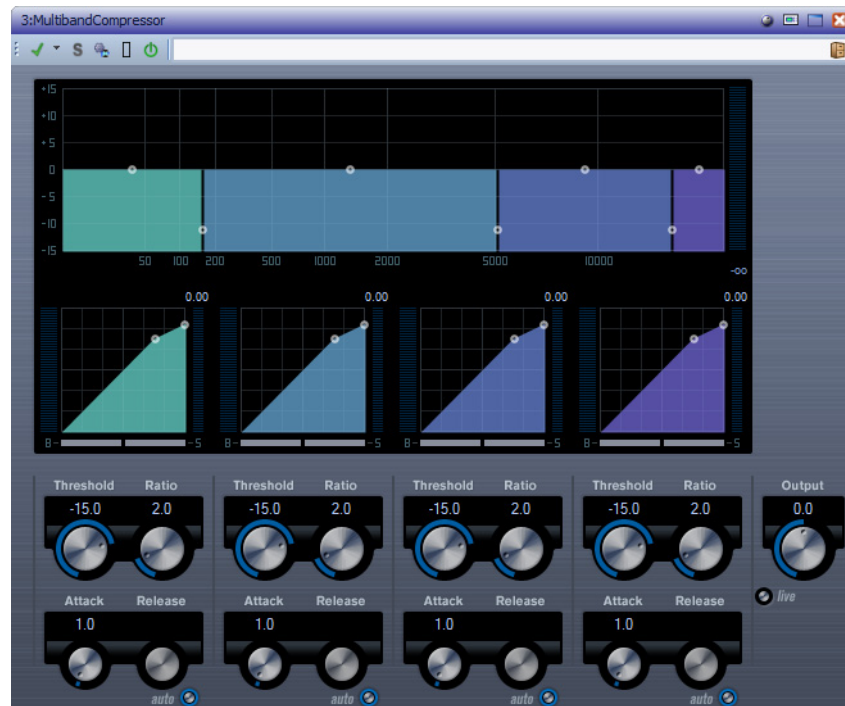 3:MultibandCompressor
S
+15
+10
+5
0
-5
-10
-15
50 100 200 500 1000 2000 5000 10000
-oo
0.00 0.00 0.00 0.00
B S B S B S B S
Threshold Ratio Threshold Ratio Threshold Ratio Threshold Ratio Output
-15.0 2.0 -15.0 2.0 -15.0 2.0 -15.0 2.0 0.0
live
Attack Release Attack Release Attack Release Attack Release
1.0 1.0 1.0 1.0
auto auto auto auto